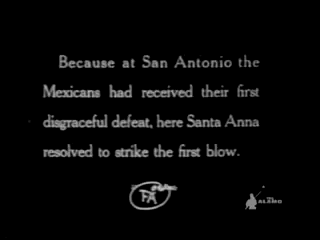 Because at San Antonio the
Mexicans had received their first
disgraceful defeat, here Santa Anna
resolved to strike the first blow.
FA
ALAMO